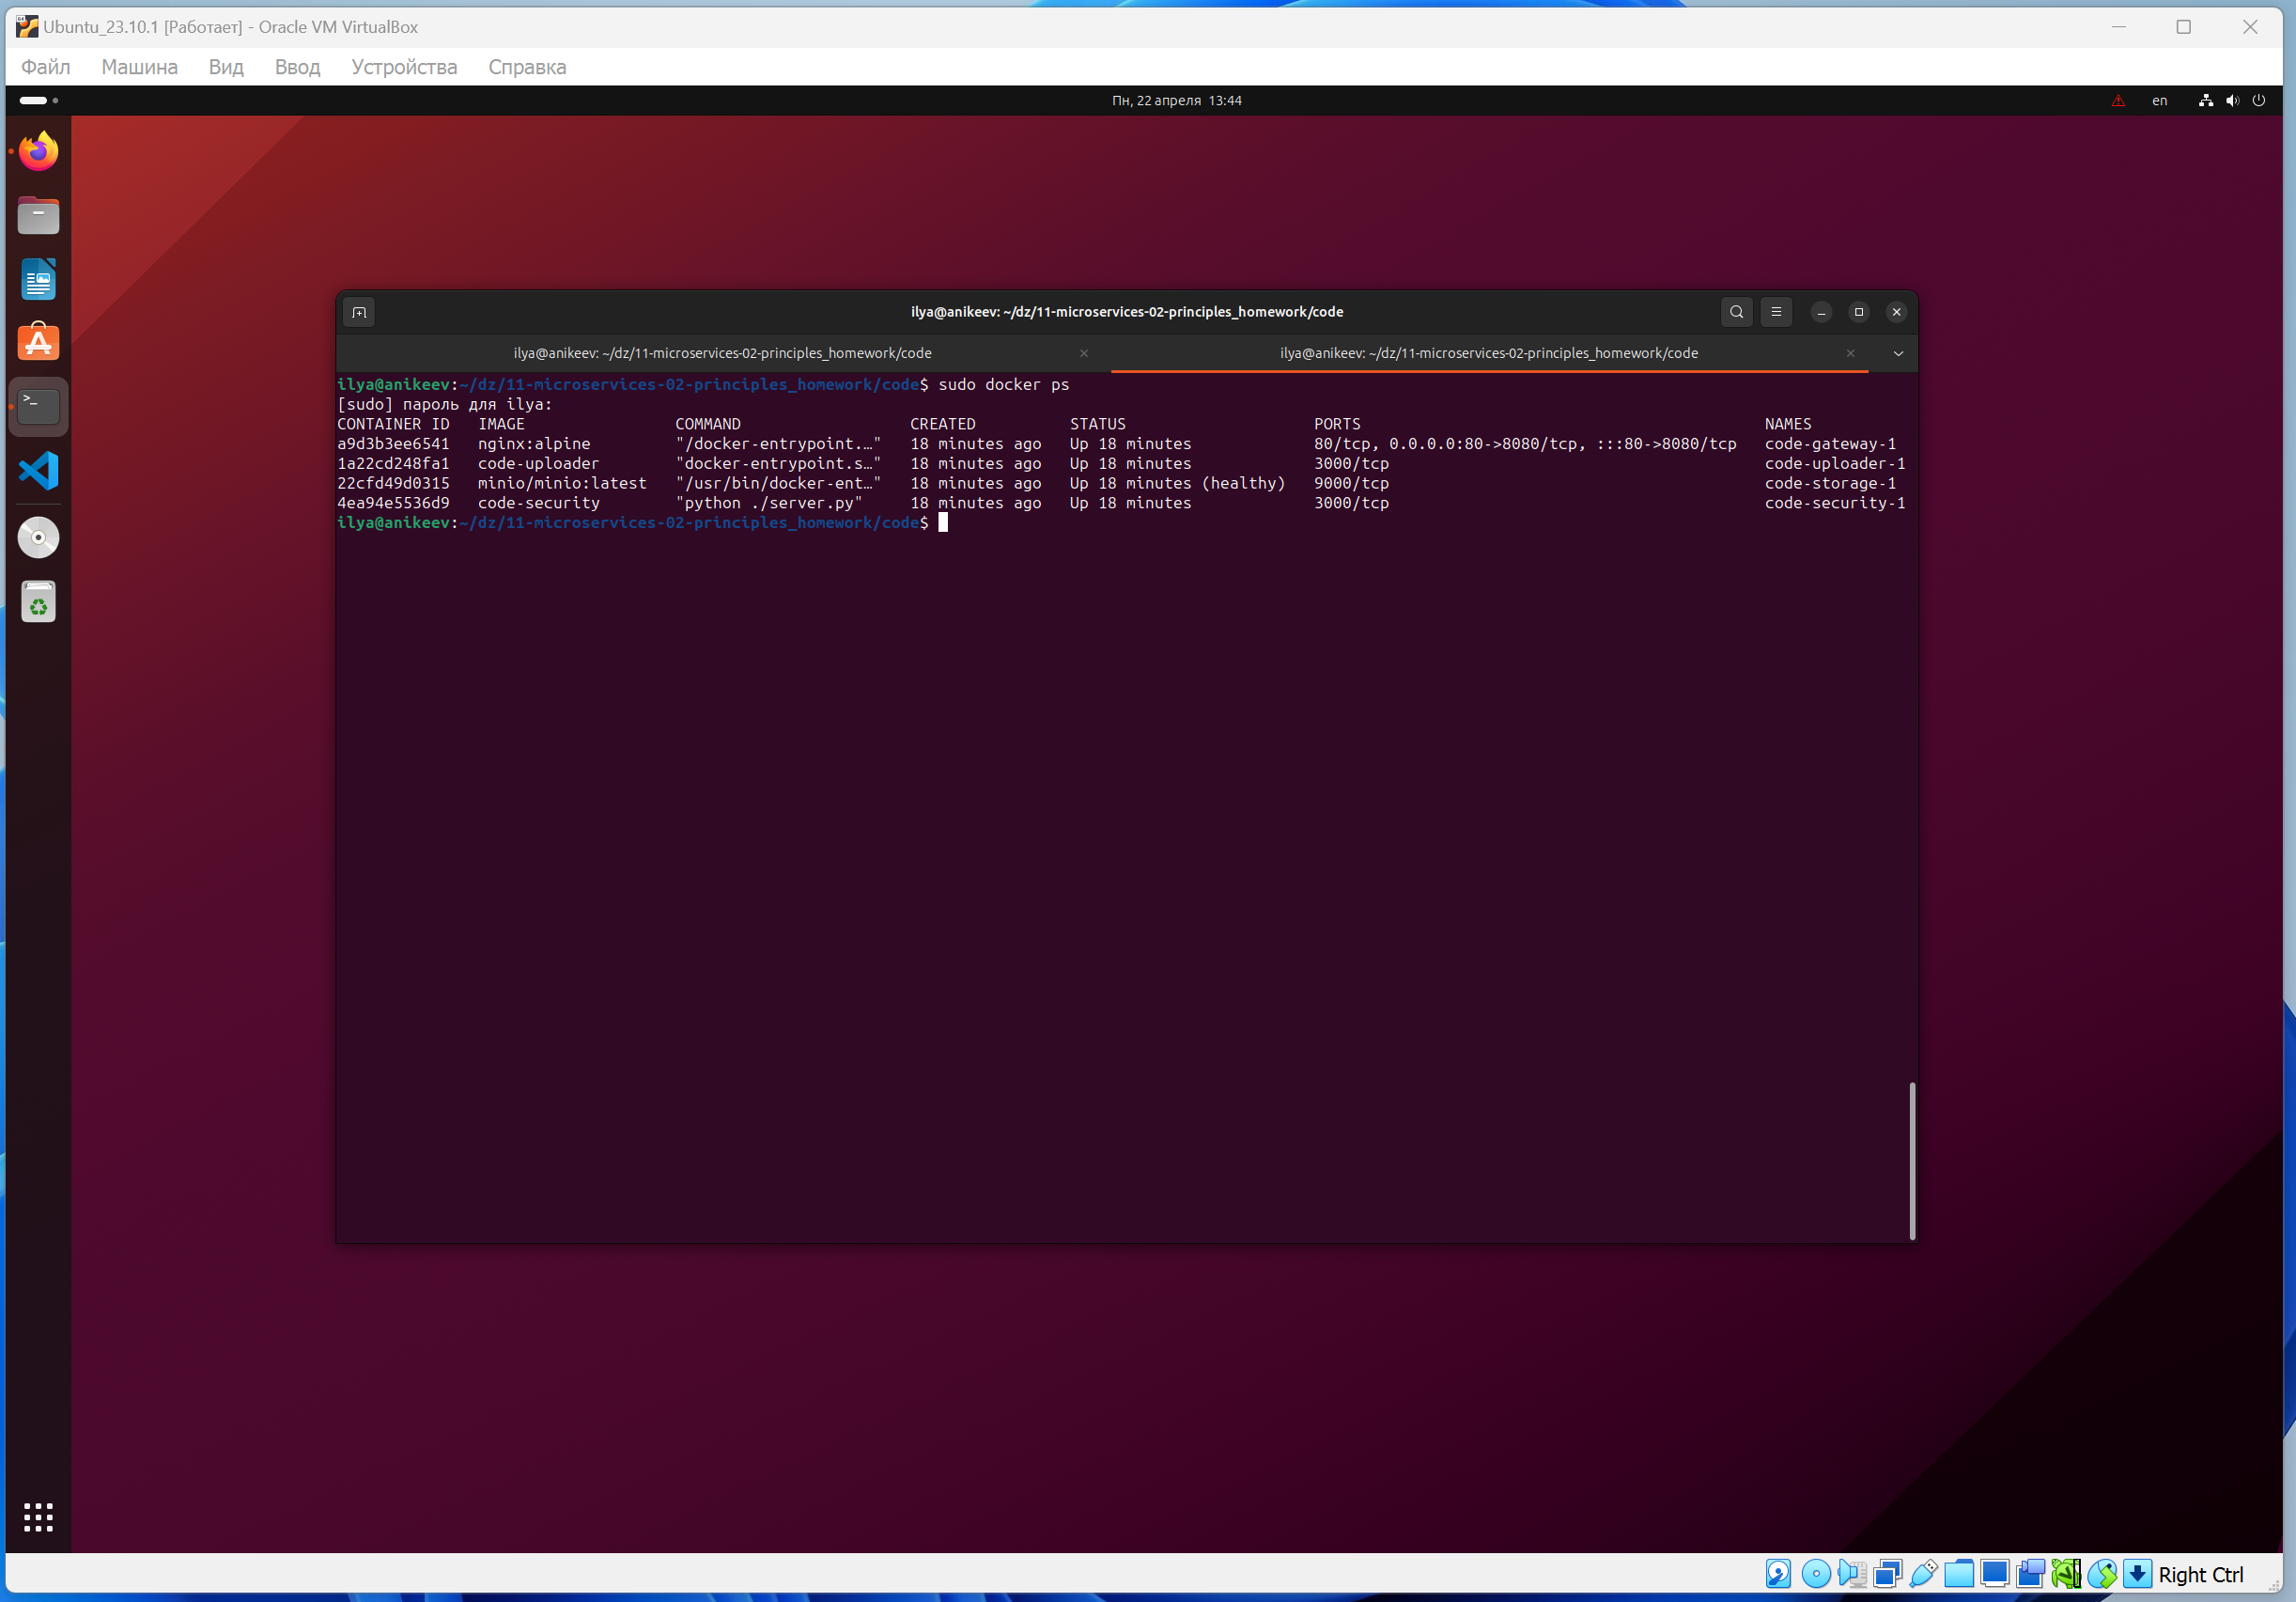 Ubuntu_23.10.1 [Работает] - Oracle VM VirtualBox
Файл Машина Вид Ввод Устройства Справка
Пн, 22 апреля 13:44
en
ilya@anikeev: ~/dz/11-microservices-02-principles_homework/code
ilya@anikeev: ~/dz/11-microservices-02-principles_homework/code ilya@anikeev: ~/dz/11-microservices-02-principles_homework/code
ilya@anikeev:~/dz/11-microservices-02-principles_homework/code$ sudo docker ps
[sudo] пароль для ilya:
CONTAINER ID IMAGE COMMAND CREATED STATUS PORTS NAMES
a9d3b3ee6541 nginx:alpine "/docker-entrypoint.…" 18 minutes ago Up 18 minutes 80/tcp, 0.0.0.0:80->8080/tcp, :::80->8080/tcp code-gateway-1
1a22cd248fa1 code-uploader "docker-entrypoint.s…" 18 minutes ago Up 18 minutes 3000/tcp code-uploader-1
22cfd49d0315 minio/minio:latest "/usr/bin/docker-ent…" 18 minutes ago Up 18 minutes (healthy) 9000/tcp code-storage-1
4ea94e5536d9 code-security "python ./server.py" 18 minutes ago Up 18 minutes 3000/tcp code-security-1
ilya@anikeev:~/dz/11-microservices-02-principles_homework/code$
Right Ctrl